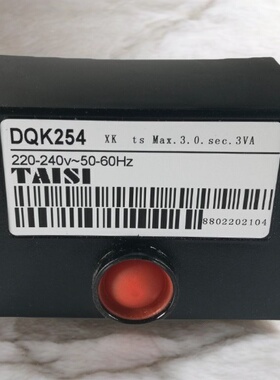 DQK254 XK ts Max.3.0.sec.3VA
220-240v~50-60Hz
TAISI
8802202104